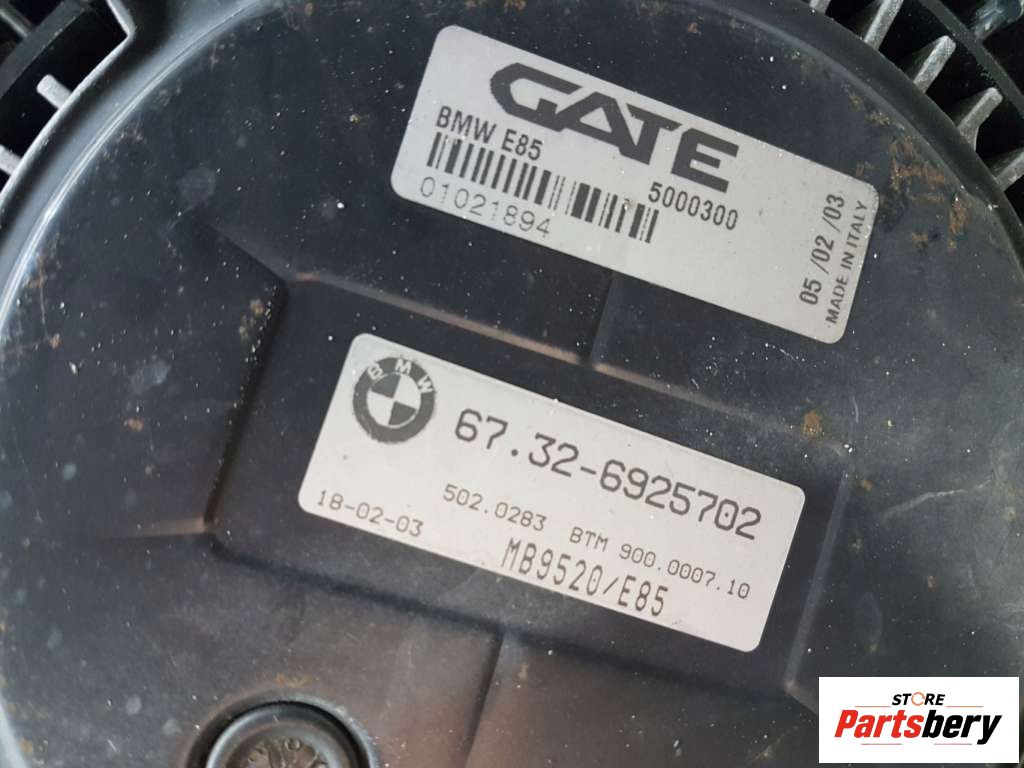 GATE
BMW E85
5000300
01021894
05/02/03
MADE IN ITALY
BMW
67.32-6925702
502.0283 BTM 900.0007.10
18-02-03
MB9520/E85
STORE
Partsbery